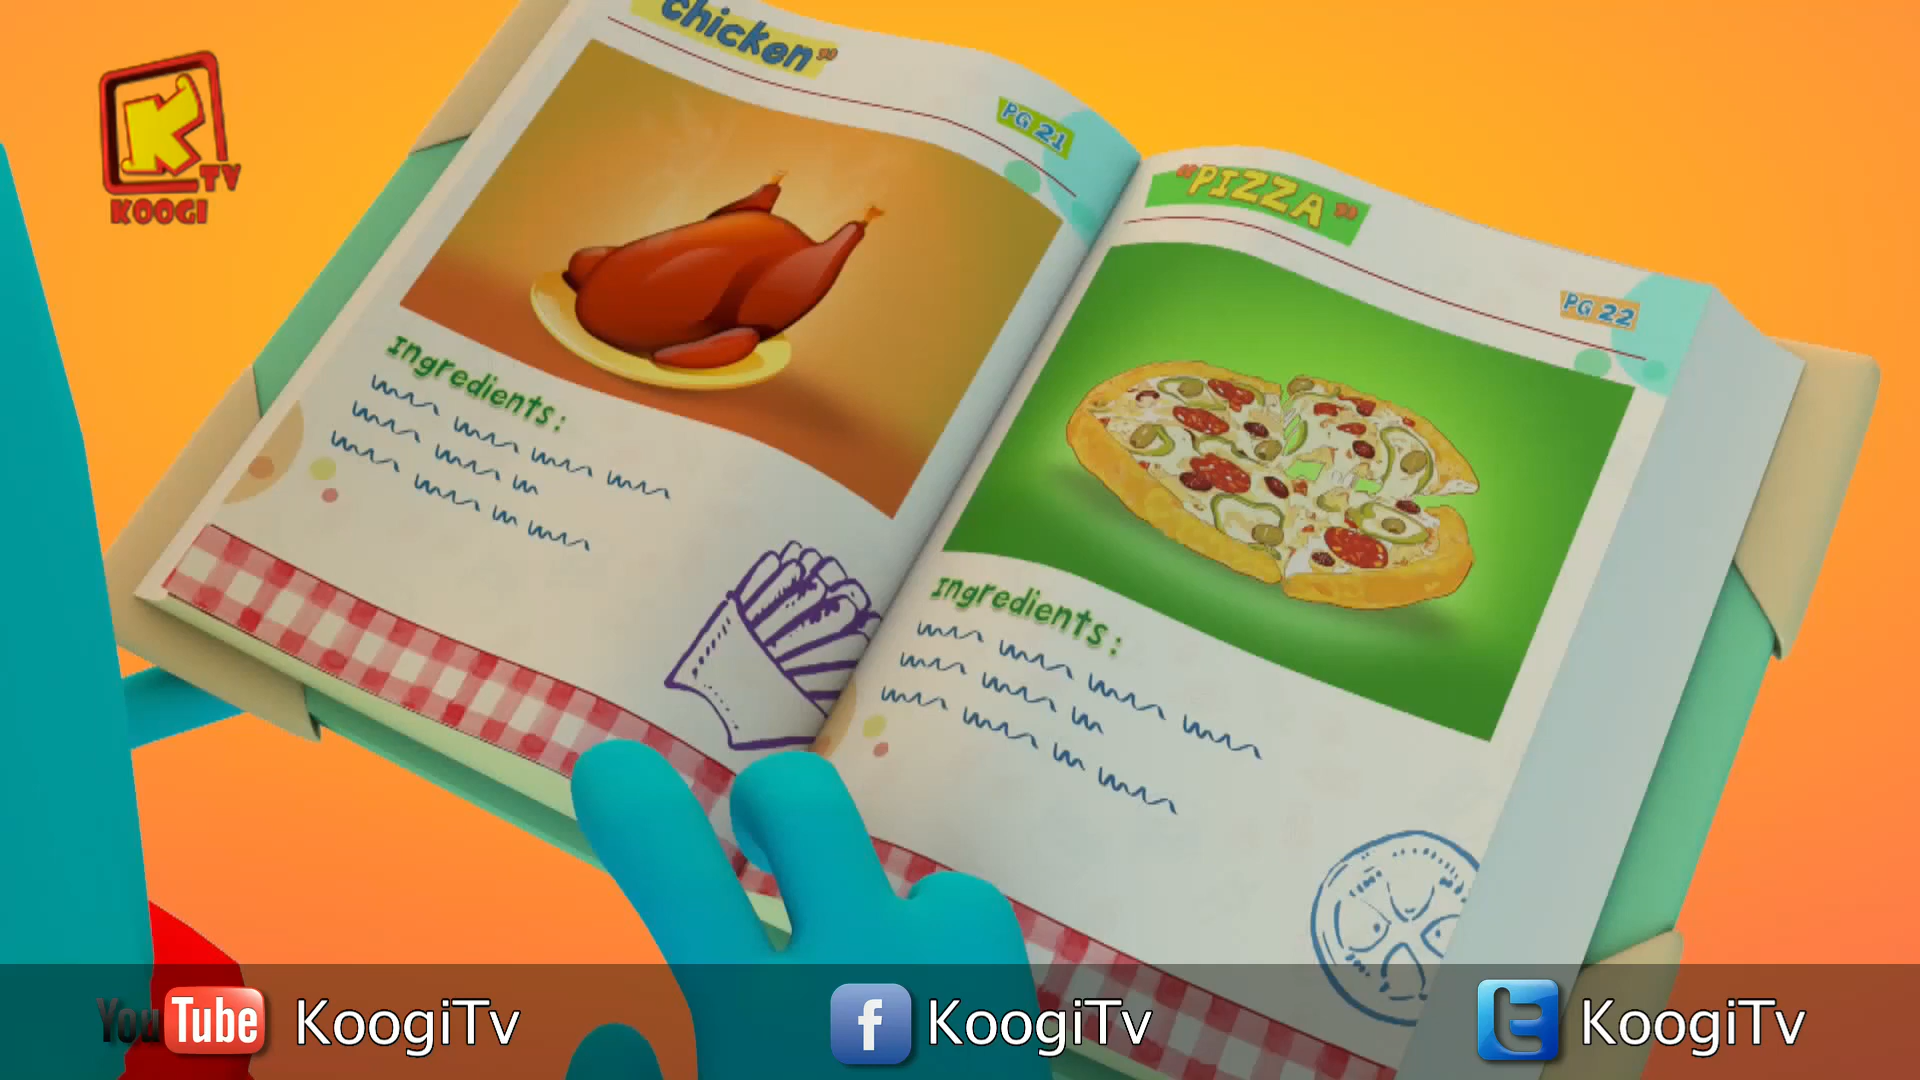 K TV
KOOGI
chicken”
PG 21
Ingredients:
“PIZZA”
PG 22
Ingredients:
YouTube KoogiTv
f KoogiTv
t KoogiTv